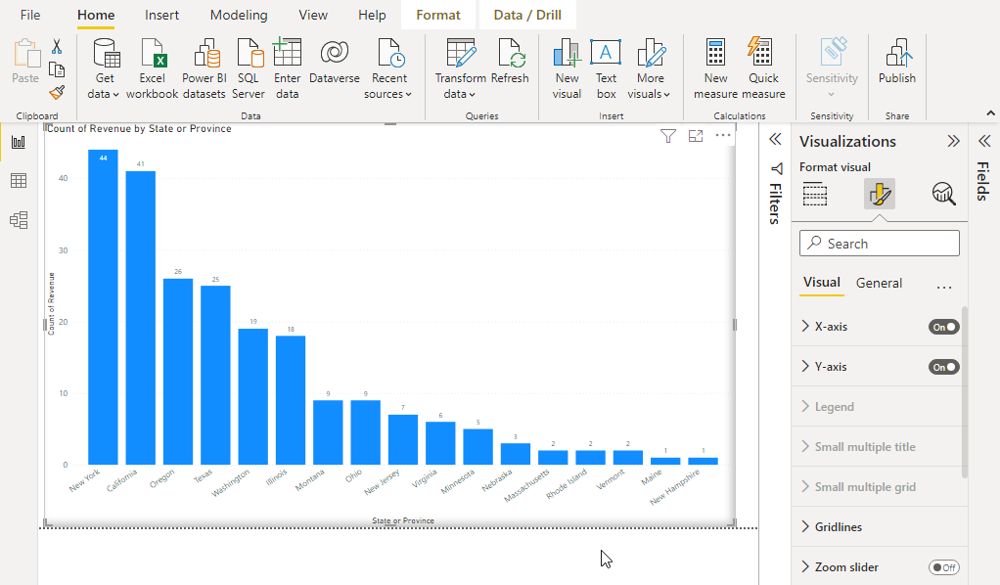 File Home Insert Modeling View Help Format Data / Drill
Paste
Get data
Excel workbook
Power BI datasets
SQL Server
Enter data
Dataverse
Recent sources
Transform data
Refresh
New visual
Text box
More visuals
New measure
Quick measure
Sensitivity
Publish
Clipboard Data Queries Insert Calculations Sensitivity Share
Count of Revenue by State or Province
Count of Revenue
40
30
20
10
0
44 41 26 25 19 18 9 9 7 6 5 3 2 2 2 1 1
New York California Oregon Texas Washington Illinois Montana Ohio New Jersey Virginia Minnesota Nebraska Massachusetts Rhode Island Vermont Maine New Hampshire
State or Province
Filters
Visualizations
Format visual
Search
Visual General ...
X-axis On
Y-axis On
Legend
Small multiple title
Small multiple grid
Gridlines
Zoom slider Off
Fields